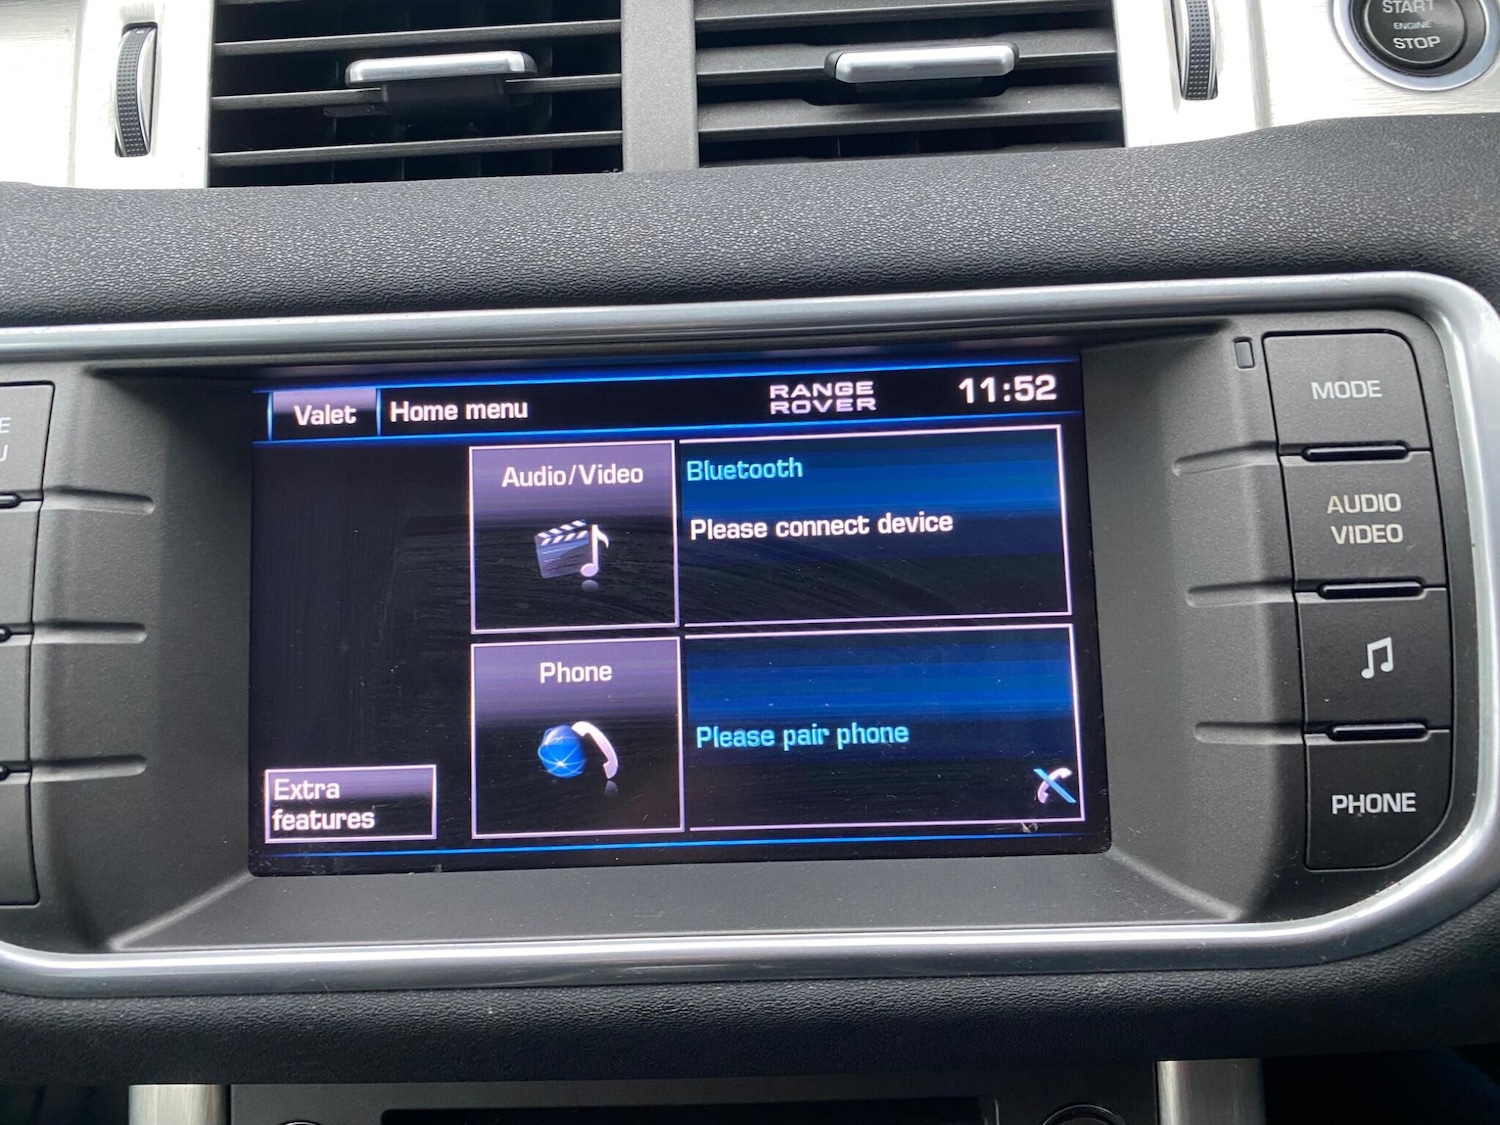 START
ENGINE
STOP
Valet Home menu RANGE ROVER 11:52
Audio/Video
Bluetooth
Please connect device
Phone
Please pair phone
Extra
features
MODE
AUDIO
VIDEO
PHONE